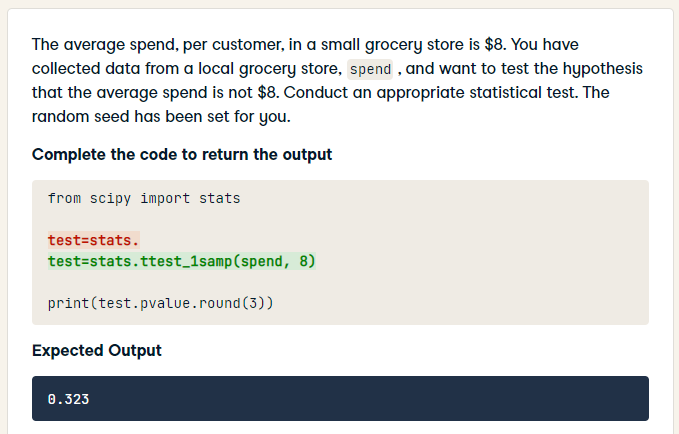 The average spend, per customer, in a small grocery store is $8. You have
collected data from a local grocery store, spend , and want to test the hypothesis
that the average spend is not $8. Conduct an appropriate statistical test. The
random seed has been set for you.
Complete the code to return the output
from scipy import stats
test=stats.
test=stats.ttest_1samp(spend, 8)
print(test.pvalue.round(3))
Expected Output
0.323